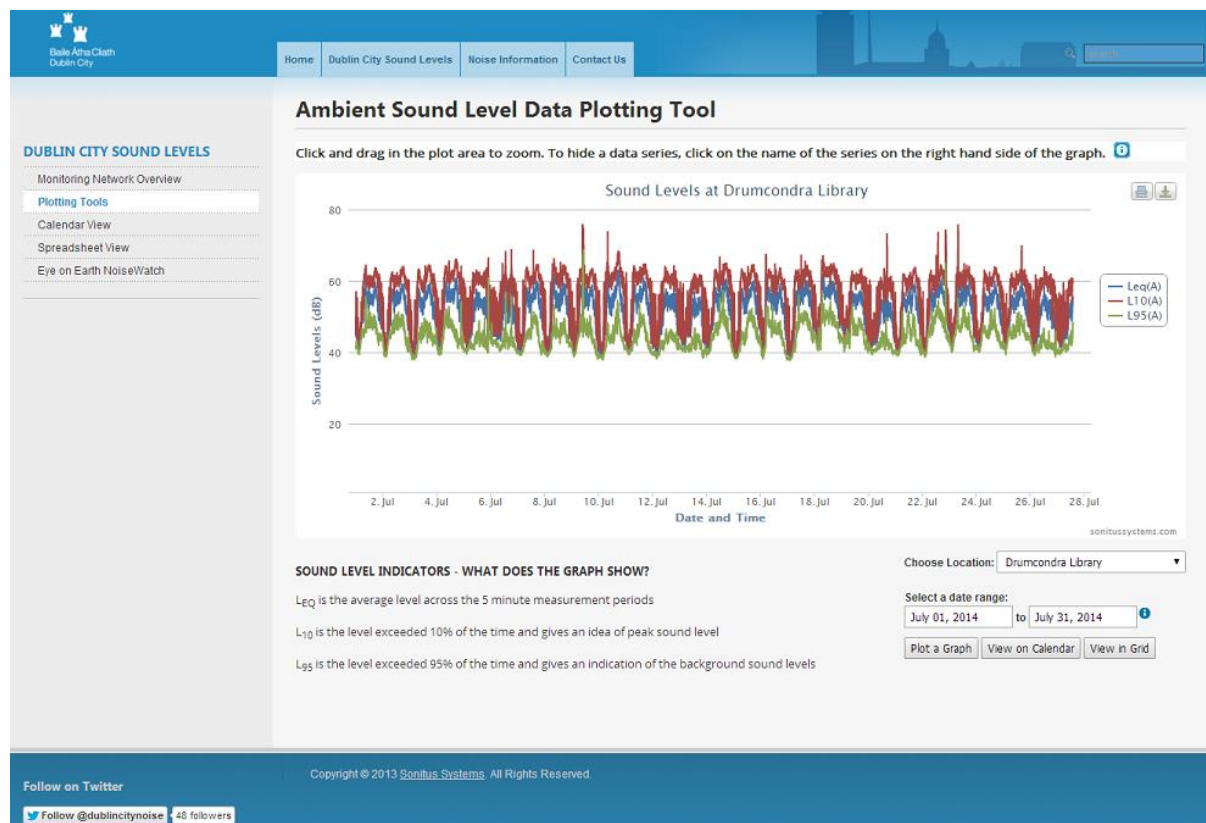 Baile Átha Cliath
Dublin City
Home
Dublin City Sound Levels
Noise Information
Contact Us
search
Ambient Sound Level Data Plotting Tool
DUBLIN CITY SOUND LEVELS
Monitoring Network Overview
Plotting Tools
Calendar View
Spreadsheet View
Eye on Earth NoiseWatch
Click and drag in the plot area to zoom. To hide a data series, click on the name of the series on the right hand side of the graph.
Sound Levels at Drumcondra Library
80
60
40
20
Sound Levels (dB)
Leq(A)
L10(A)
L95(A)
2. Jul 4. Jul 6. Jul 8. Jul 10. Jul 12. Jul 14. Jul 16. Jul 18. Jul 20. Jul 22. Jul 24. Jul 26. Jul 28. Jul
Date and Time
sonitussystems.com
SOUND LEVEL INDICATORS - WHAT DOES THE GRAPH SHOW?
LEQ is the average level across the 5 minute measurement periods
L10 is the level exceeded 10% of the time and gives an idea of peak sound level
L95 is the level exceeded 95% of the time and gives an indication of the background sound levels
Choose Location: Drumcondra Library
Select a date range:
July 01, 2014 to July 31, 2014
Plot a Graph
View on Calendar
View in Grid
Follow on Twitter
Follow @dublincitynoise
48 followers
Copyright © 2013 Sonitus Systems. All Rights Reserved.